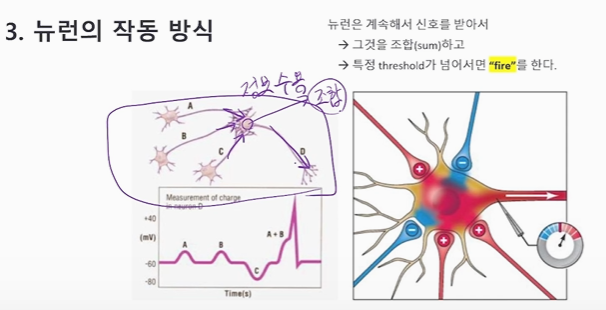 3. 뉴런의 작동 방식
뉴런은 계속해서 신호를 받아서
→ 그것을 조합(sum)하고
→ 특정 threshold가 넘어서면 "fire"를 한다.
정보 수용
조합
A
B
C
D
Measurement of charge
in neuron D
+40
(mV)
-60
-80
A
B
C
A + B
Time(s)
+
−
−
+
+